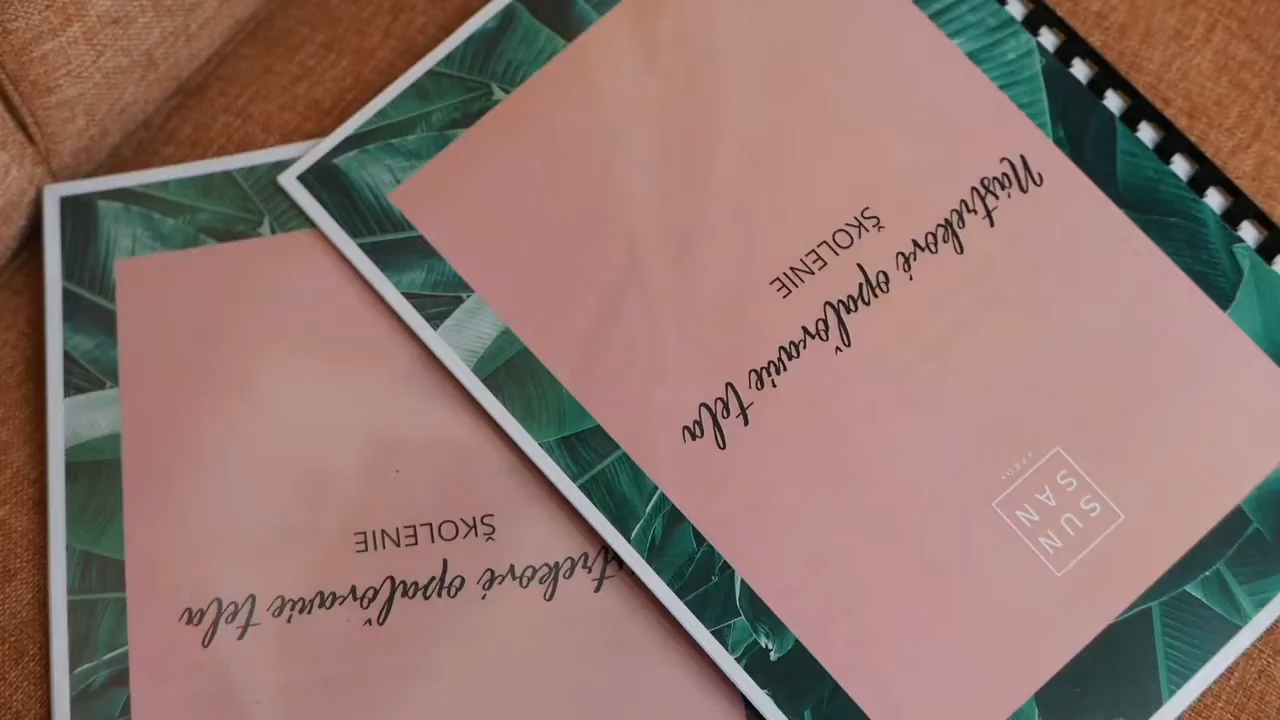 SUN
SAN
Nástrekové opaľovanie tela
ŠKOLENIE
opaľovanie tela
ŠKOLENIE